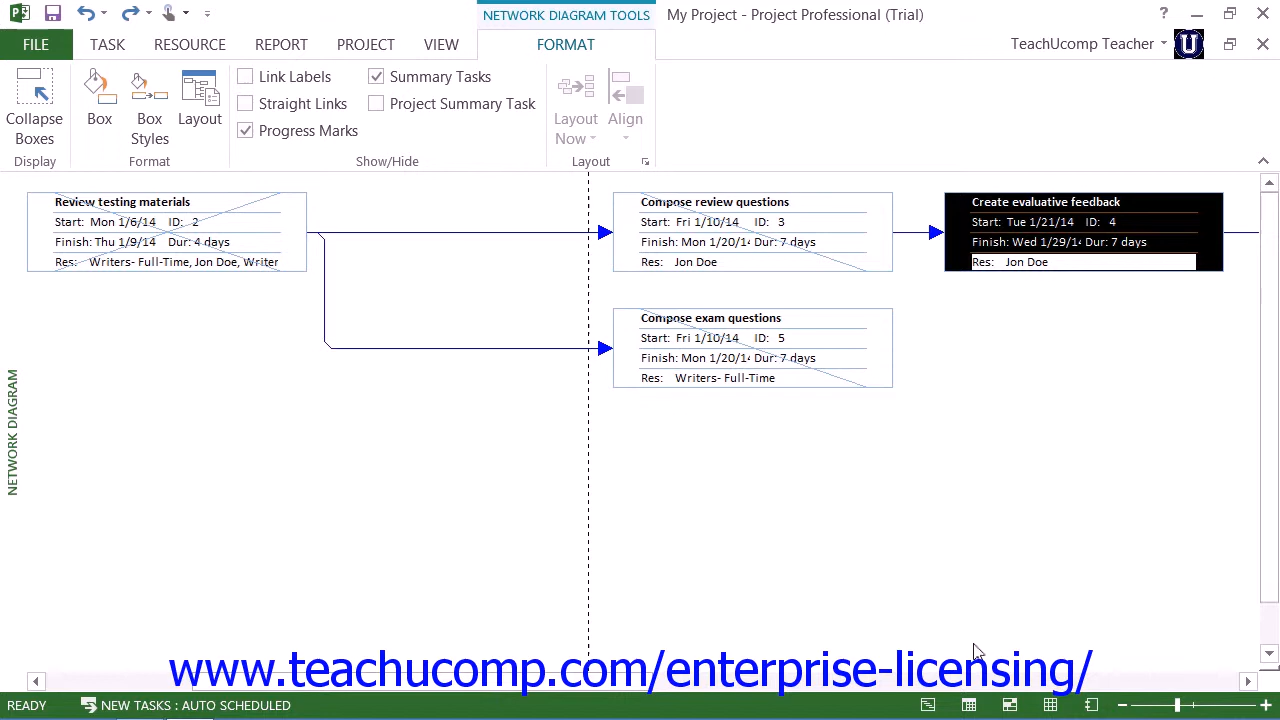 NETWORK DIAGRAM TOOLS
My Project - Project Professional (Trial)
?
FILE
TASK
RESOURCE
REPORT
PROJECT
VIEW
FORMAT
TeachUcomp Teacher
U
Collapse
Boxes
Box
Box
Styles
Layout
Link Labels
Straight Links
Progress Marks
Summary Tasks
Project Summary Task
Layout
Now
Align
Display
Format
Show/Hide
Layout
Review testing materials
Start: Mon 1/6/14 ID: 2
Finish: Thu 1/9/14 Dur: 4 days
Res: Writers- Full-Time, Jon Doe, Writer
Compose review questions
Start: Fri 1/10/14 ID: 3
Finish: Mon 1/20/14 Dur: 7 days
Res: Jon Doe
Create evaluative feedback
Start: Tue 1/21/14 ID: 4
Finish: Wed 1/29/14 Dur: 7 days
Res: Jon Doe
Compose exam questions
Start: Fri 1/10/14 ID: 5
Finish: Mon 1/20/14 Dur: 7 days
Res: Writers- Full-Time
NETWORK DIAGRAM
www.teachucomp.com/enterprise-licensing/
READY
NEW TASKS : AUTO SCHEDULED